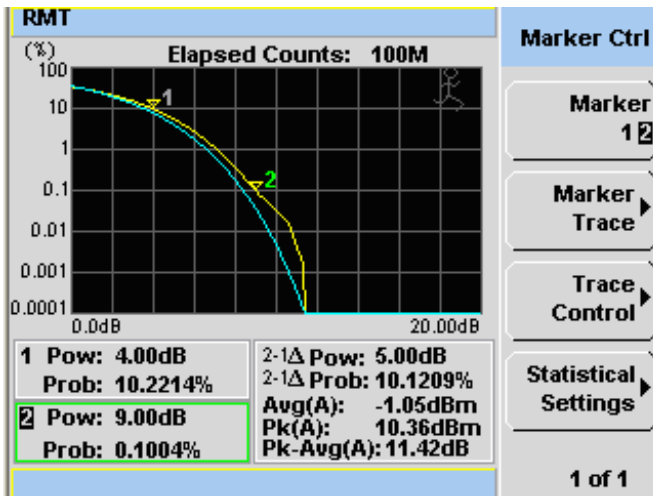 RMT
(%)
Elapsed Counts: 100M
100
10
1
0.1
0.01
0.001
0.0001
0.0dB
20.00dB
1
2
1 Pow: 4.00dB
Prob: 10.2214%
2 Pow: 9.00dB
Prob: 0.1004%
2-1Δ Pow: 5.00dB
2-1Δ Prob: 10.1209%
Avg(A): -1.05dBm
Pk(A): 10.36dBm
Pk-Avg(A): 11.42dB
Marker Ctrl
Marker
1 2
Marker
Trace
Trace
Control
Statistical
Settings
1 of 1